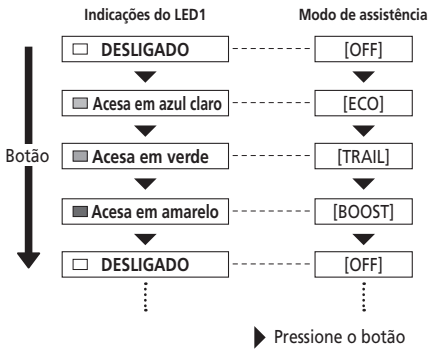 Indicações do LED1 Modo de assistência
DESLIGADO [OFF]
Acesa em azul claro [ECO]
Botão Acesa em verde [TRAIL]
Acesa em amarelo [BOOST]
DESLIGADO [OFF]
Pressione o botão